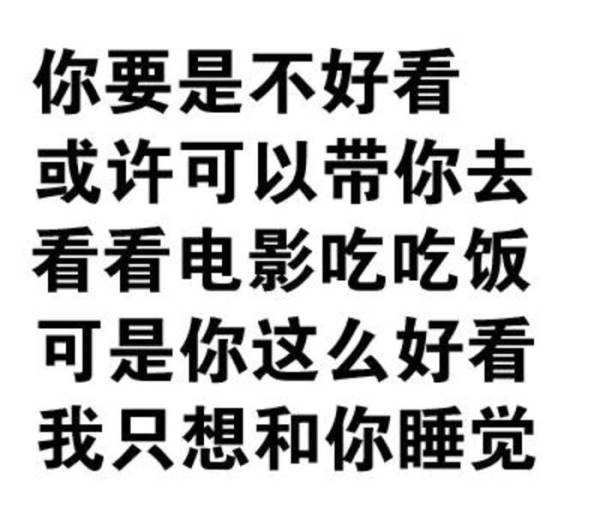 你要是不好看
或许可以带你去
看看电影吃吃饭
可是你这么好看
我只想和你睡觉